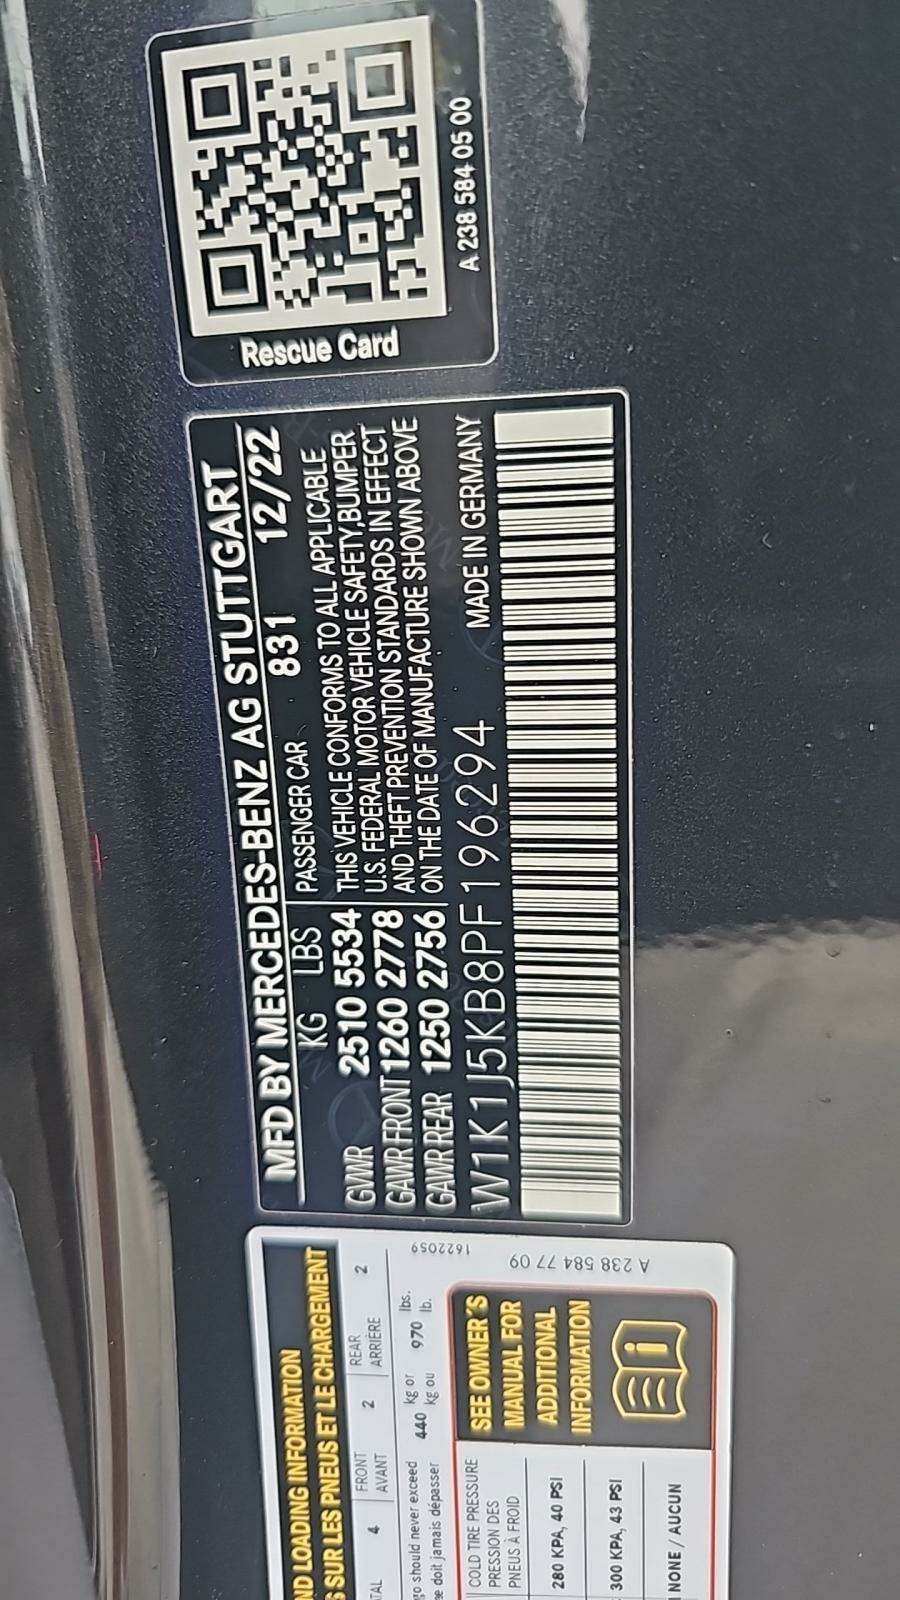 Rescue Card
A 238 584 05 00
MFD BY MERCEDES-BENZ AG STUTTGART
KG LBS 831 12/22
PASSENGER CAR
GVWR 2510 5534
GAWR FRONT 1260 2778
GAWR REAR 1250 2756
THIS VEHICLE CONFORMS TO ALL APPLICABLE
U.S. FEDERAL MOTOR VEHICLE SAFETY,BUMPER
AND THEFT PREVENTION STANDARDS IN EFFECT
ON THE DATE OF MANUFACTURE SHOWN ABOVE
W1K1J5KB8PF196294 MADE IN GERMANY
LOADING INFORMATION
SUR LES PNEUS ET LE CHARGEMENT
4 FRONT 2 REAR 2
AVANT ARRIÈRE
should never exceed 440 kg or 970 lbs.
doit jamais dépasser kg ou lb.
1622059
A 238 584 77 09
COLD TIRE PRESSURE
PRESSION DES
PNEUS À FROID
280 KPA, 40 PSI
300 KPA, 43 PSI
NONE / AUCUN
SEE OWNER'S
MANUAL FOR
ADDITIONAL
INFORMATION